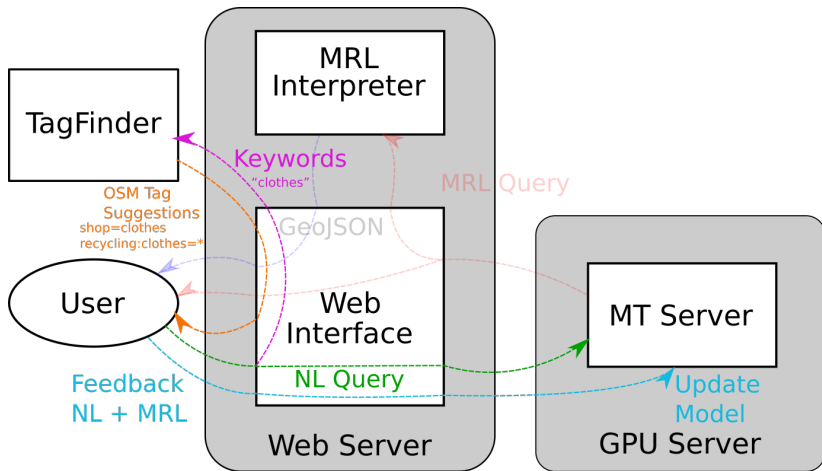 MRL
Interpreter
TagFinder
Keywords
“clothes”
MRL Query
OSM Tag
Suggestions
shop=clothes
recycling:clothes=*
GeoJSON
User
Web
Interface
MT Server
NL Query
Feedback
NL + MRL
Update
Model
Web Server
GPU Server